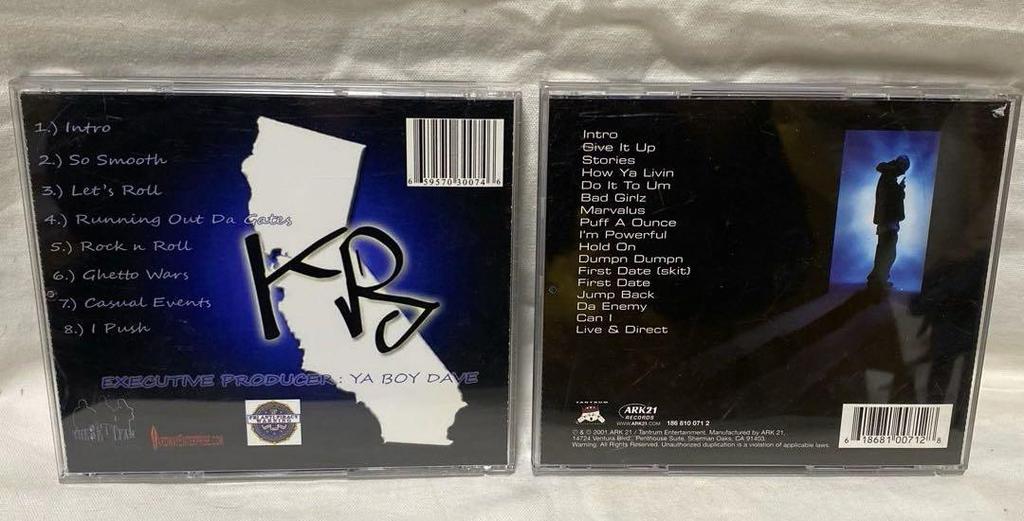 1.) Intro
2.) So Smooth
3.) Let's Roll
4.) Running Out Da Gates
5.) Rock n Roll
6.) Ghetto Wars
7.) Casual Events
8.) I Push
6 59570 30074 6
KR
EXECUTIVE PRODUCER: YA BOY DAVE
Intro
Give It Up
Stories
How Ya Livin
Do It To Um
Bad Girlz
Marvalus
Puff A Ounce
I'm Powerful
Hold On
Dumpn Dumpn
First Date (skit)
First Date
Jump Back
Da Enemy
Can I
Live & Direct
TANTRUM
ARK21
RECORDS
WWW.ARK21.COM 186 810 071 2
℗ & © 2001 ARK 21 / Tantrum Entertainment. Manufactured by ARK 21,
14724 Ventura Blvd., Penthouse Suite, Sherman Oaks, CA 91403.
Warning: All Rights Reserved. Unauthorized duplication is a violation of applicable laws.
6 18681 00712 8